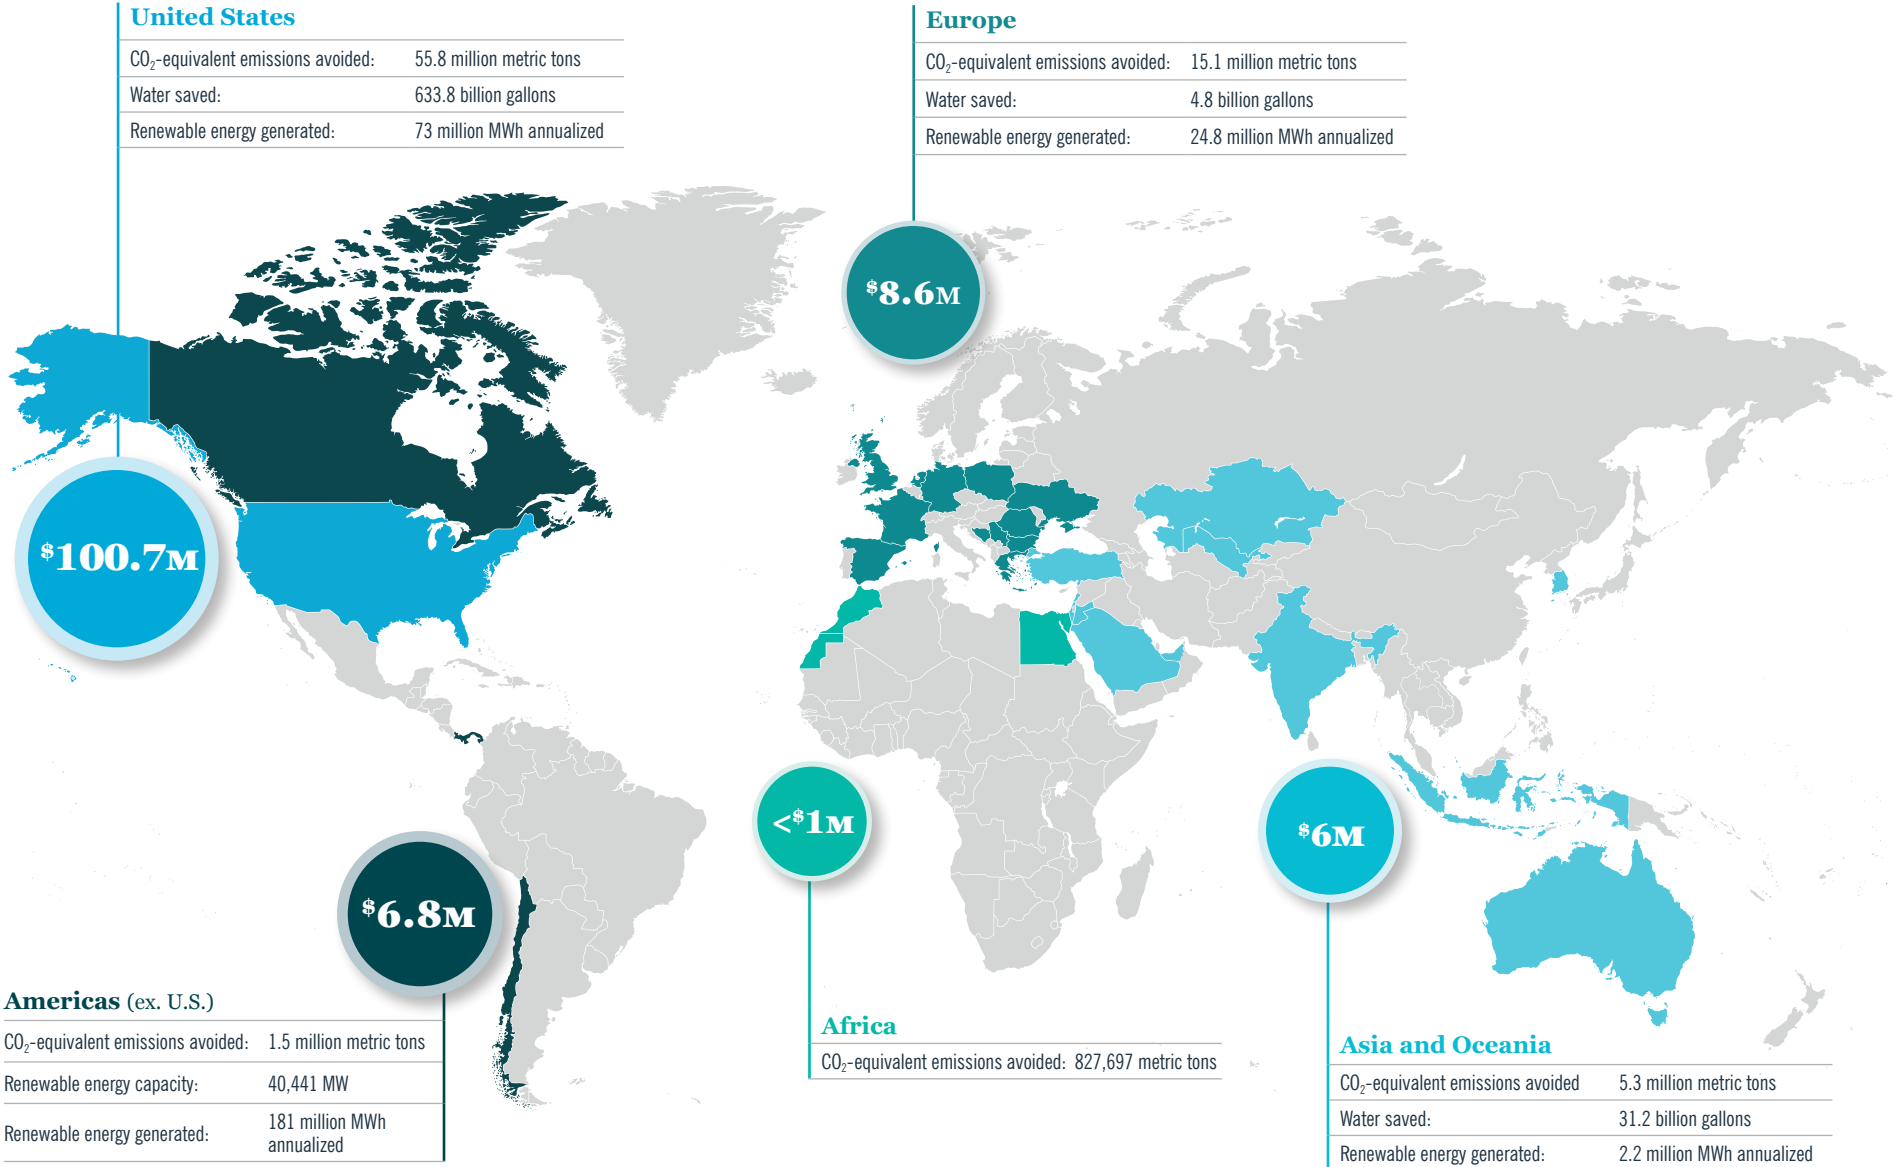 United States
CO₂-equivalent emissions avoided: 55.8 million metric tons
Water saved: 633.8 billion gallons
Renewable energy generated: 73 million MWh annualized
Europe
CO₂-equivalent emissions avoided: 15.1 million metric tons
Water saved: 4.8 billion gallons
Renewable energy generated: 24.8 million MWh annualized
$8.6M
$100.7M
<$1M
$6M
$6.8M
Americas (ex. U.S.)
CO₂-equivalent emissions avoided: 1.5 million metric tons
Renewable energy capacity: 40,441 MW
Renewable energy generated: 181 million MWh
annualized
Africa
CO₂-equivalent emissions avoided: 827,697 metric tons
Asia and Oceania
CO₂-equivalent emissions avoided 5.3 million metric tons
Water saved: 31.2 billion gallons
Renewable energy generated: 2.2 million MWh annualized